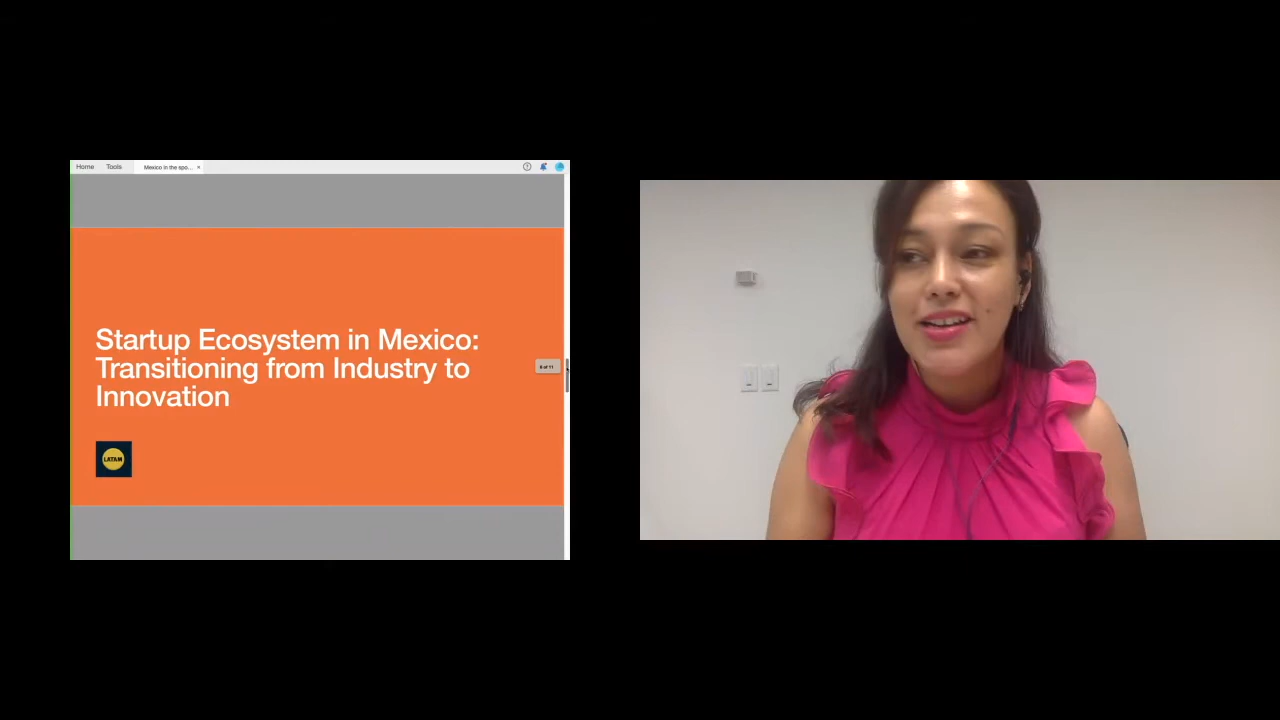 Home Tools Mexico in the spo... ×
Startup Ecosystem in Mexico:
Transitioning from Industry to
Innovation
LATAM